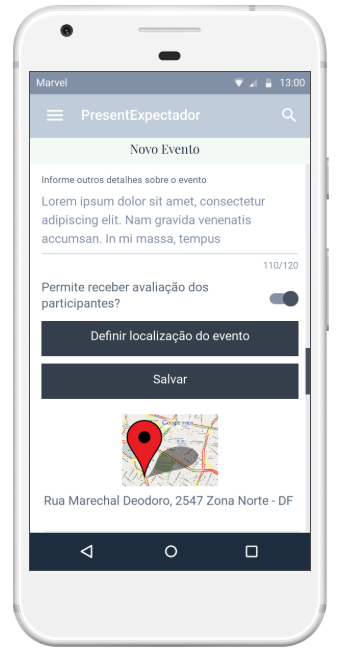 Marvel 13:00
PresentExpectador
Novo Evento
Informe outros detalhes sobre o evento
Lorem ipsum dolor sit amet, consectetur
adipiscing elit. Nam gravida venenatis
accumsan. In mi massa, tempus
110/120
Permite receber avaliação dos
participantes?
Definir localização do evento
Salvar
Google maps
Rua Marechal Deodoro, 2547 Zona Norte - DF